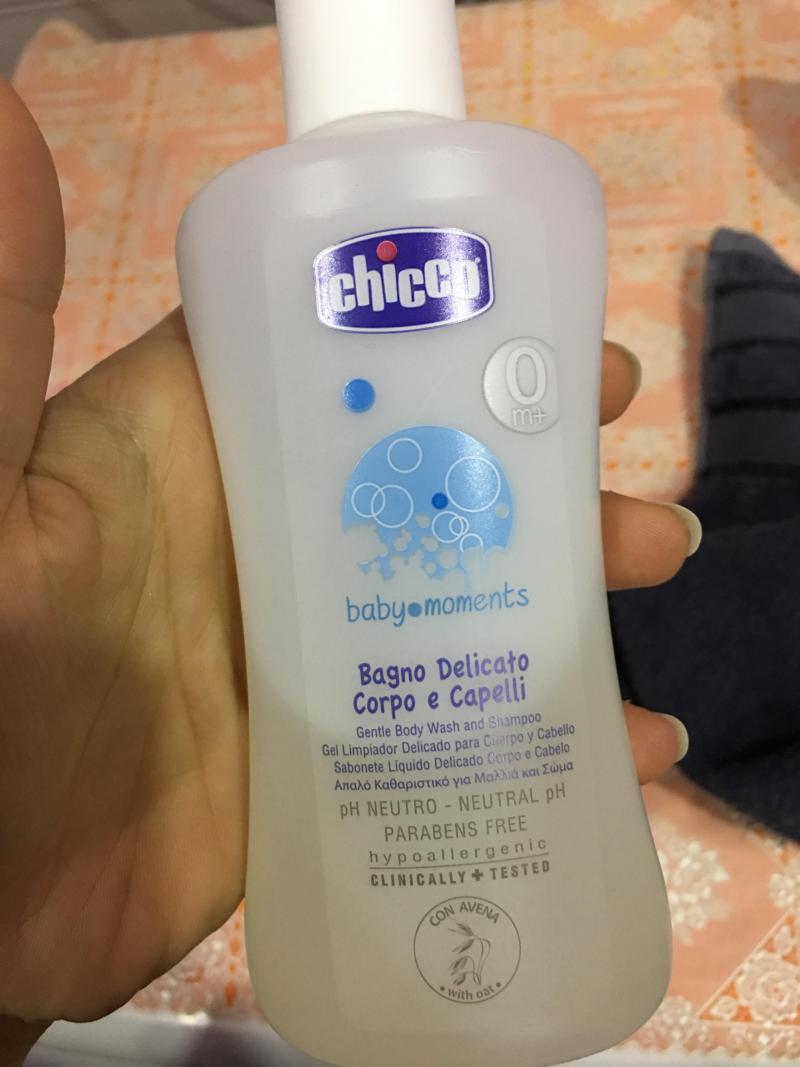 chicco
0
m+
baby moments
Bagno Delicato
Corpo e Capelli
Gentle Body Wash and Shampoo
Gel Limpiador Delicado para Cuerpo y Cabello
Sabonete Líquido Delicado Corpo e Cabelo
Απαλό Καθαριστικό για Μαλλιά και Σώμα
pH NEUTRO - NEUTRAL pH
PARABENS FREE
hypoallergenic
CLINICALLY + TESTED
CON AVENA
• with oat •